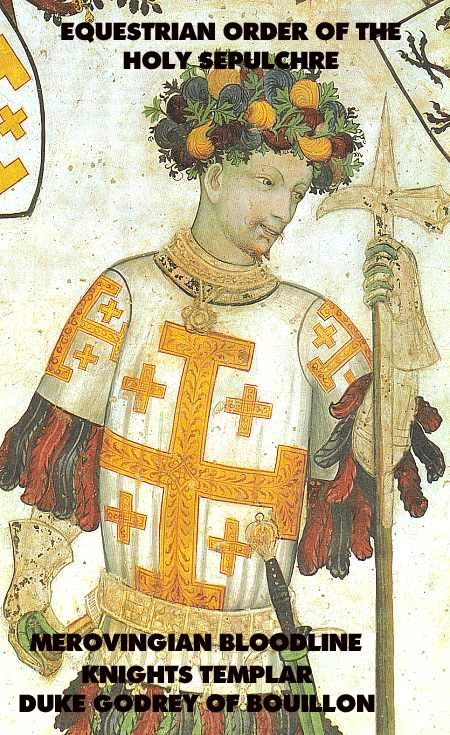 EQUESTRIAN ORDER OF THE
HOLY SEPULCHRE
MEROVINGIAN BLOODLINE
KNIGHTS TEMPLAR
DUKE GODREY OF BOUILLON